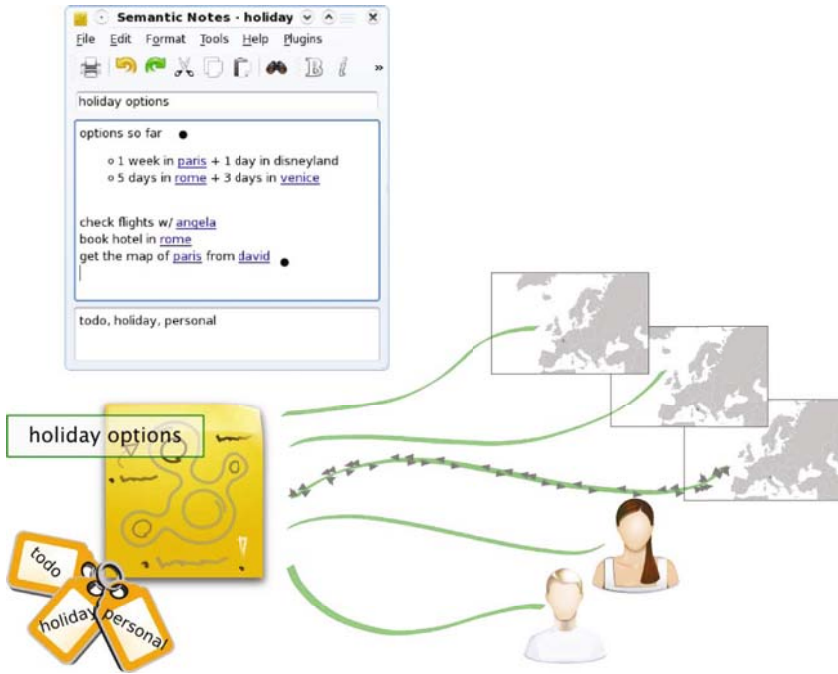 Semantic Notes - holiday
File Edit Format Tools Help Plugins
B i »
holiday options
options so far
1 week in paris + 1 day in disneyland
5 days in rome + 3 days in venice
check flights w/ angela
book hotel in rome
get the map of paris from david
todo, holiday, personal
holiday options
todo
holiday
personal